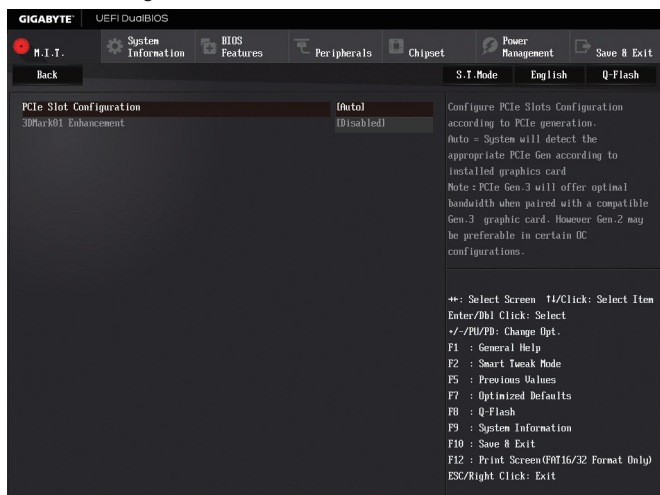 GIGABYTE™ UEFI DualBIOS
M.I.T. System Information BIOS Features Peripherals Chipset Power Management Save & Exit
Back S.T.Mode English Q-Flash
PCIe Slot Configuration [Auto]
3DMark01 Enhancement [Disabled]
Configure PCIe Slots Configuration
according to PCIe generation.
Auto = System will detect the
appropriate PCIe Gen according to
installed graphics card
Note : PCIe Gen.3 will offer optimal
bandwidth when paired with a compatible
Gen.3 graphic card. However Gen.2 may
be preferable in certain OC
configurations.
→←: Select Screen ↑↓/Click: Select Item
Enter/Dbl Click: Select
+/-/PU/PD: Change Opt.
F1 : General Help
F2 : Smart Tweak Mode
F5 : Previous Values
F7 : Optimized Defaults
F8 : Q-Flash
F9 : System Information
F10 : Save & Exit
F12 : Print Screen(FAT16/32 Format Only)
ESC/Right Click: Exit